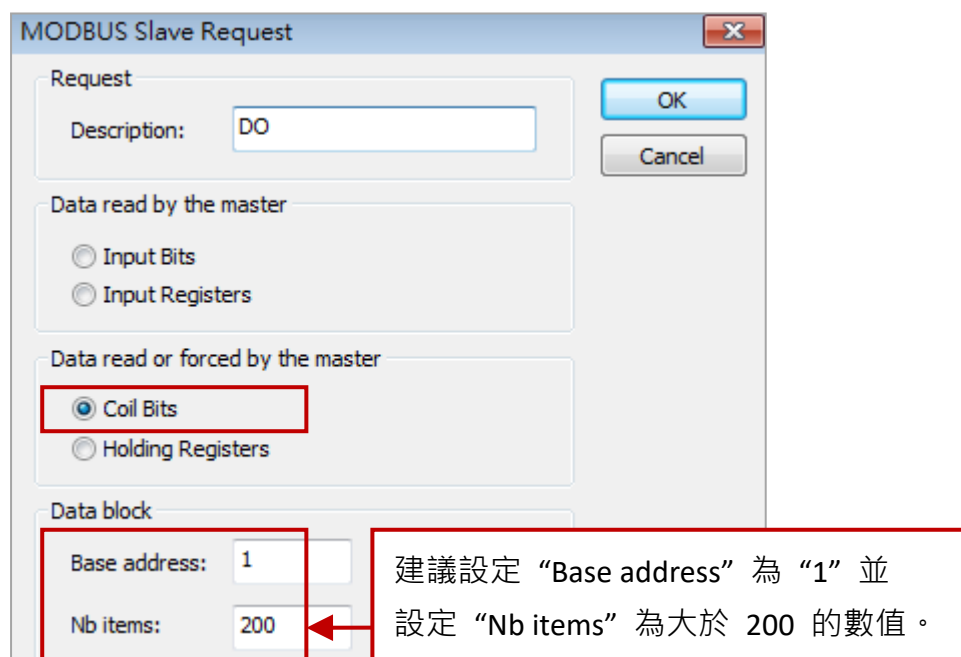 MODBUS Slave Request
Request
Description: DO
OK
Cancel
Data read by the master
Input Bits
Input Registers
Data read or forced by the master
Coil Bits
Holding Registers
Data block
Base address: 1
Nb items: 200
建議設定 “Base address” 為 “1” 並
設定 “Nb items” 為大於 200 的數值。